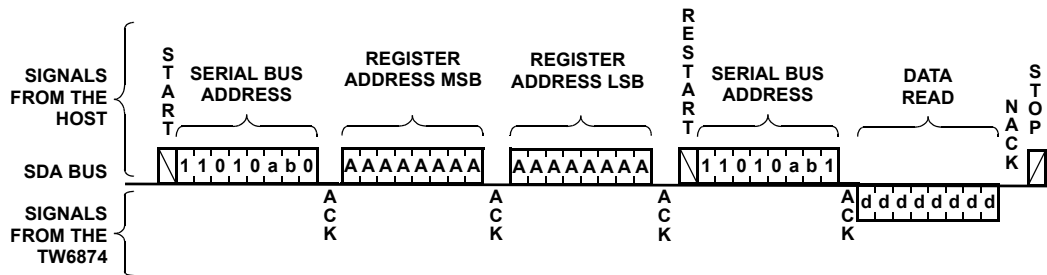 SIGNALS
FROM THE
HOST
START
SERIAL BUS
ADDRESS
REGISTER
ADDRESS MSB
REGISTER
ADDRESS LSB
RESTART
SERIAL BUS
ADDRESS
DATA
READ
NACK
STOP
SDA BUS
1 1 0 1 0 a b 0
A A A A A A A A
A A A A A A A A
1 1 0 1 0 a b 1
d d d d d d d d
ACK
ACK
ACK
ACK
SIGNALS
FROM THE
TW6874